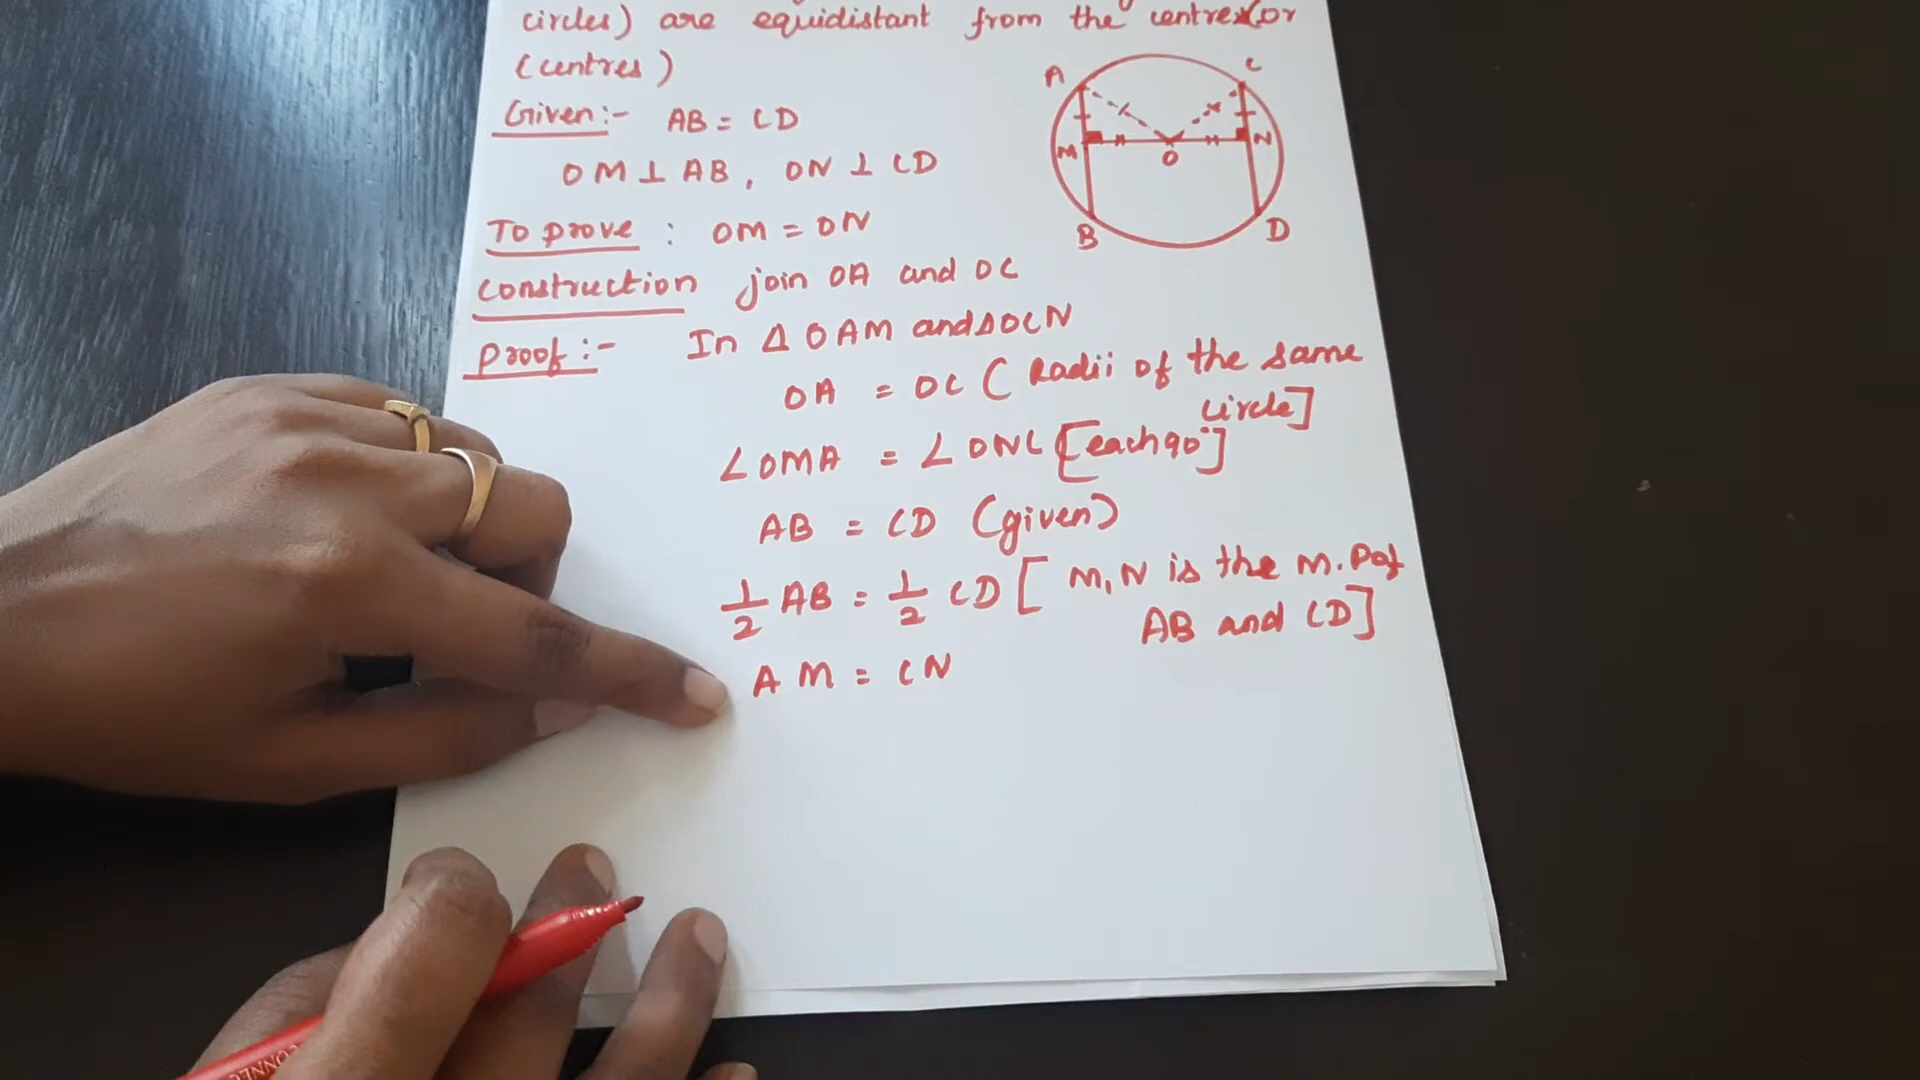 circles) are equidistant from the centre (or
(centres)
Given:- AB = CD
OM ⊥ AB, ON ⊥ CD
To prove : OM = ON
construction join OA and OC
proof:- In Δ OAM and Δ OCN
OA = OC ( Radii of the same
circle]
∠OMA = ∠ONC [each 90°]
AB = CD (given)
1/2 AB = 1/2 CD [ M, N is the m.P of
AB and CD]
AM = CN
A
C
M
O
N
B
D
CONNEC